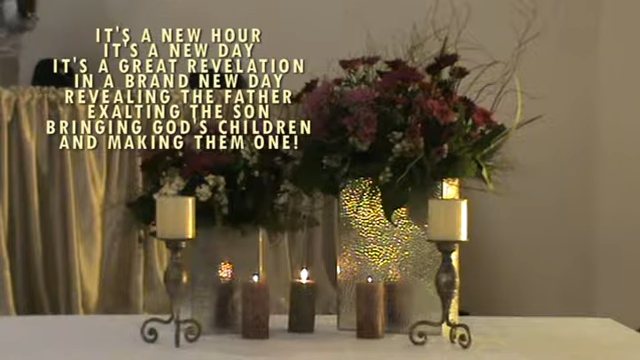 IT'S A NEW HOUR
IT'S A NEW DAY
IT'S A GREAT REVELATION
IN A BRAND NEW DAY
REVEALING THE FATHER
EXALTING THE SON
BRINGING GOD'S CHILDREN
AND MAKING THEM ONE!